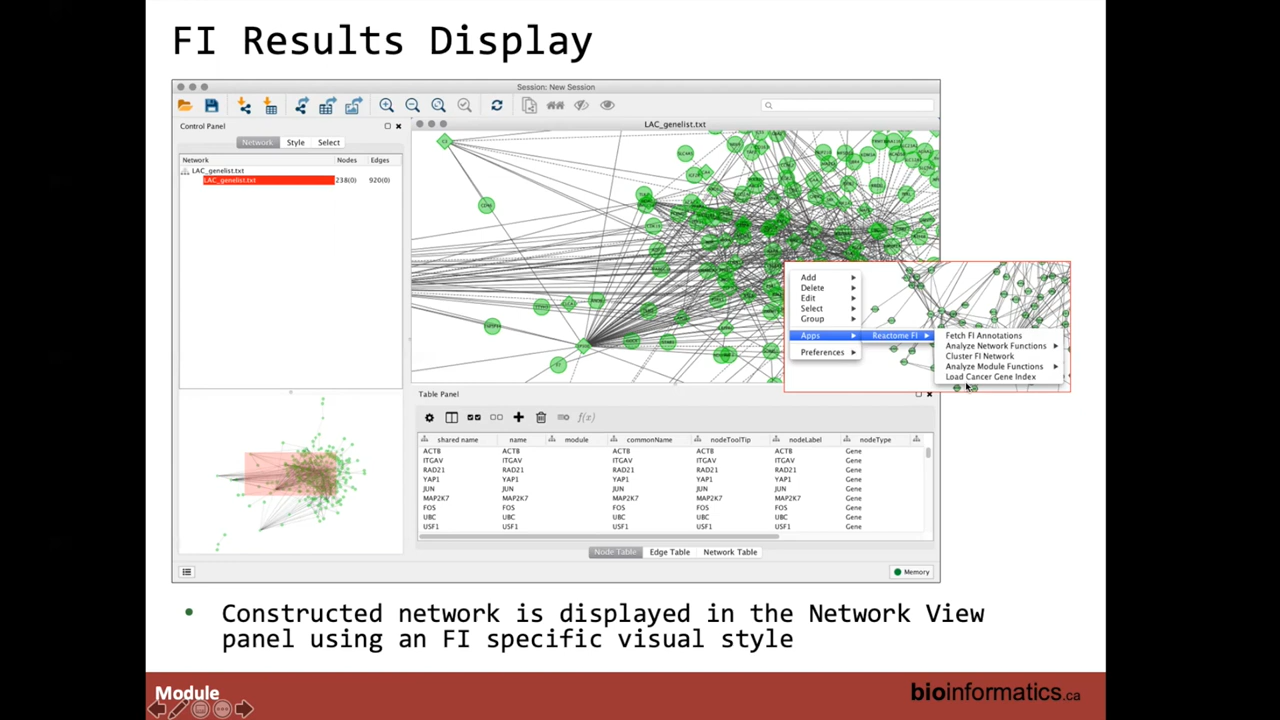 FI Results Display
Session: New Session
Control Panel
LAC_genelist.txt
Network Style Select
Network Nodes Edges
LAC_genelist.txt
LAC_genelist.txt 238(0) 920(0)
Add
Delete
Edit
Select
Group
Apps Reactome FI Fetch FI Annotations
Analyze Network Functions
Preferences Cluster FI Network
Analyze Module Functions
Load Cancer Gene Index
Table Panel
f(x)
shared name name module commonName nodeToolTip nodeLabel nodeType
ACTB ACTB ACTB ACTB ACTB Gene
ITGAV ITGAV ITGAV ITGAV ITGAV Gene
RAD21 RAD21 RAD21 RAD21 RAD21 Gene
YAP1 YAP1 YAP1 YAP1 YAP1 Gene
JUN JUN JUN JUN JUN Gene
MAP2K7 MAP2K7 MAP2K7 MAP2K7 MAP2K7 Gene
FOS FOS FOS FOS FOS Gene
UBC UBC UBC UBC UBC Gene
USF1 USF1 USF1 USF1 USF1 Gene
Node Table Edge Table Network Table
Memory
• Constructed network is displayed in the Network View
panel using an FI specific visual style
Module
bioinformatics.ca